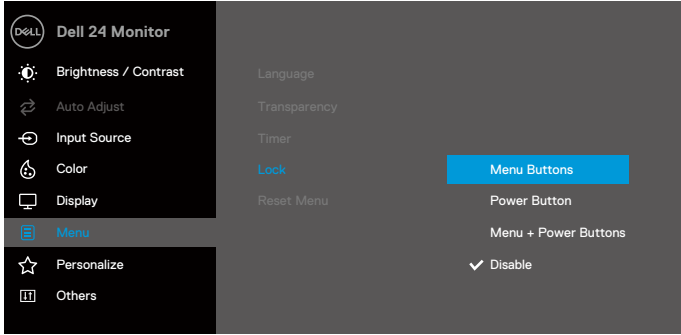 DELL
Dell 24 Monitor
Brightness / Contrast
Auto Adjust
Input Source
Color
Display
Menu
Personalize
Others
Language
Transparency
Timer
Lock
Reset Menu
Menu Buttons
Power Button
Menu + Power Buttons
Disable